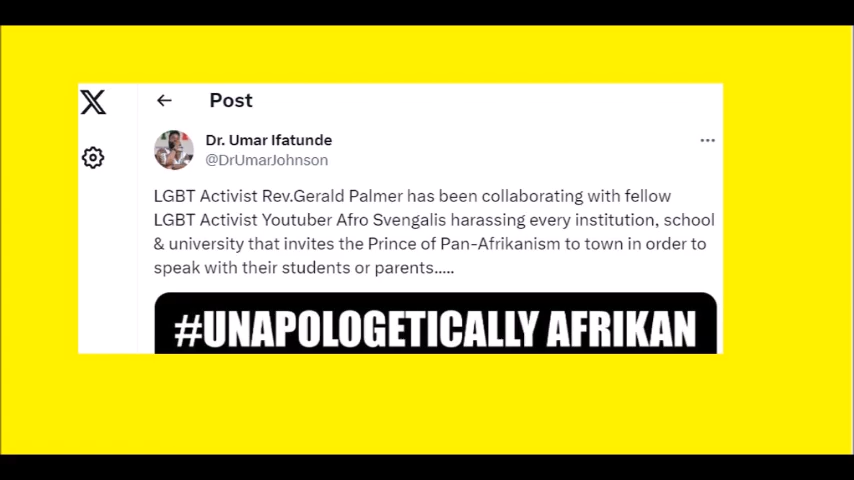 Post
Dr. Umar Ifatunde
@DrUmarJohnson
LGBT Activist Rev.Gerald Palmer has been collaborating with fellow
LGBT Activist Youtuber Afro Svengalis harassing every institution, school
& university that invites the Prince of Pan-Afrikanism to town in order to
speak with their students or parents.....
#UNAPOLOGETICALLY AFRIKAN